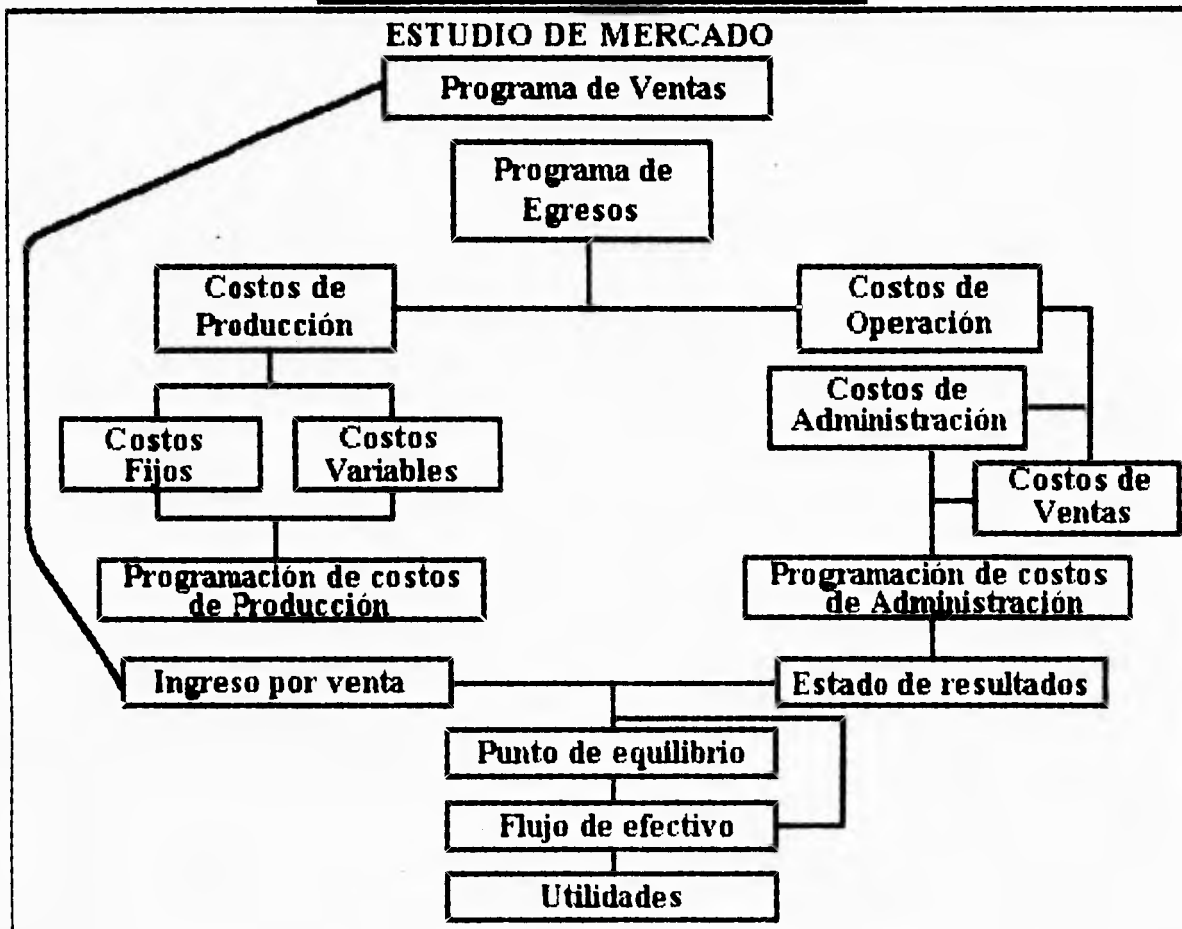 ESTUDIO DE MERCADO
Programa de Ventas
Programa de
Egresos
Costos de
Producción
Costos de
Operación
Costos de
Administración
Costos
Fijos
Costos
Variables
Costos de
Ventas
Programación de costos
de Producción
Programación de costos
de Administración
Ingreso por venta
Estado de resultados
Punto de equilibrio
Flujo de efectivo
Utilidades